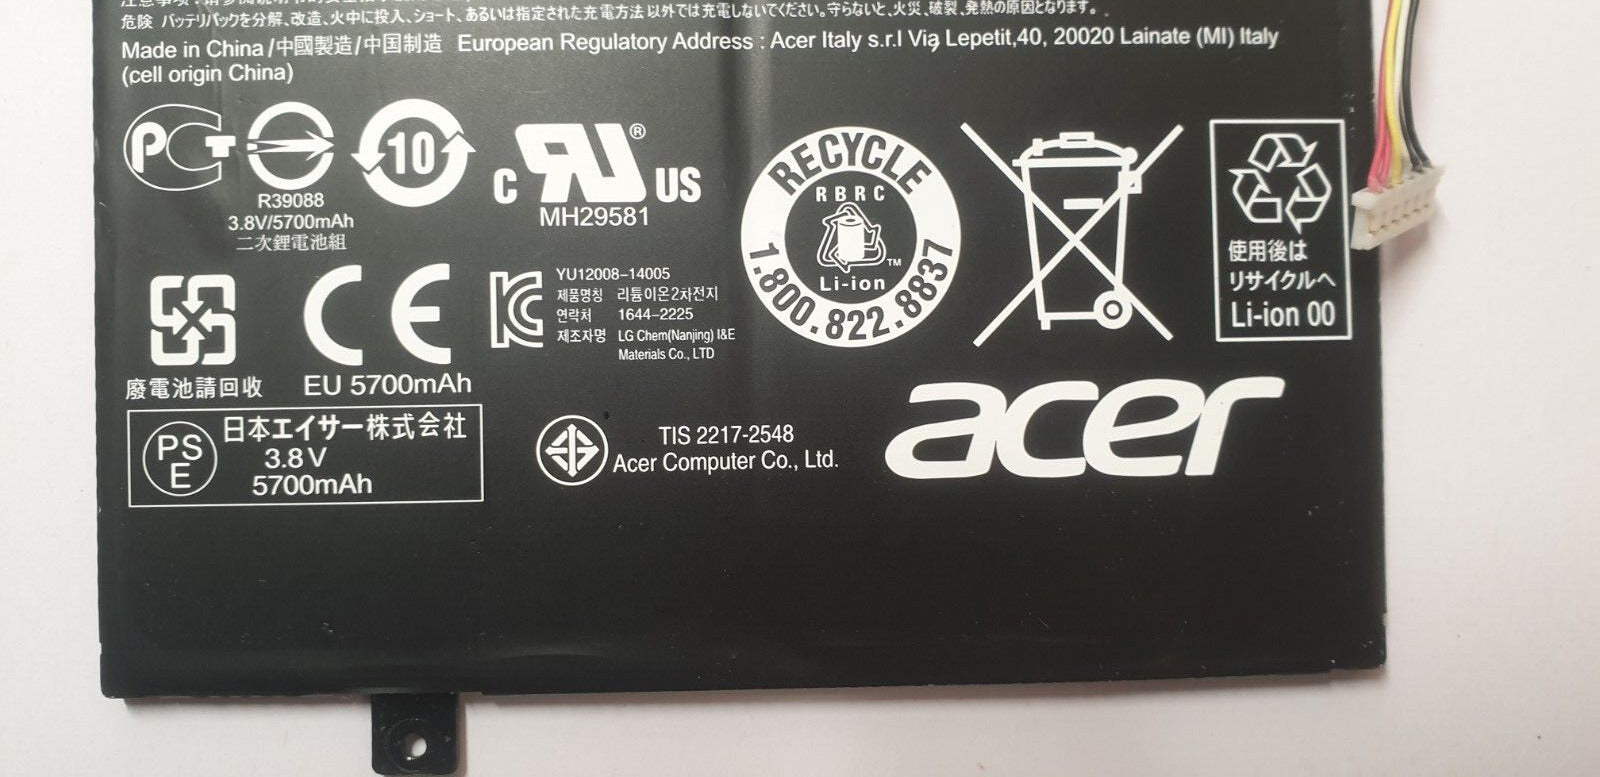 危険 バッテリパックを分解、改造、火中に投入、ショート、あるいは指定された充電方法以外では充電しないでください。守らないと、火災、破裂、発熱の原因となります。
Made in China/中國製造/中国制造 European Regulatory Address : Acer Italy s.r.l Via Lepetit,40, 20020 Lainate (MI) Italy
(cell origin China)
PCT
R39088
3.8V/5700mAh
二次鋰電池組
10
C RU ® US
MH29581
RECYCLE
RBRC
Li-ion
TM
1.800.822.8837
使用後は
リサイクルへ
Li-ion 00
廢電池請回收
CE
EU 5700mAh
KC
YU12008-14005
제품명칭 리튬이온2차전지
연락처 1644-2225
제조자명 LG Chem(Nanjing) I&E
Materials Co., LTD
PS
E
日本エイサー株式会社
3.8V
5700mAh
TIS 2217-2548
Acer Computer Co., Ltd.
acer